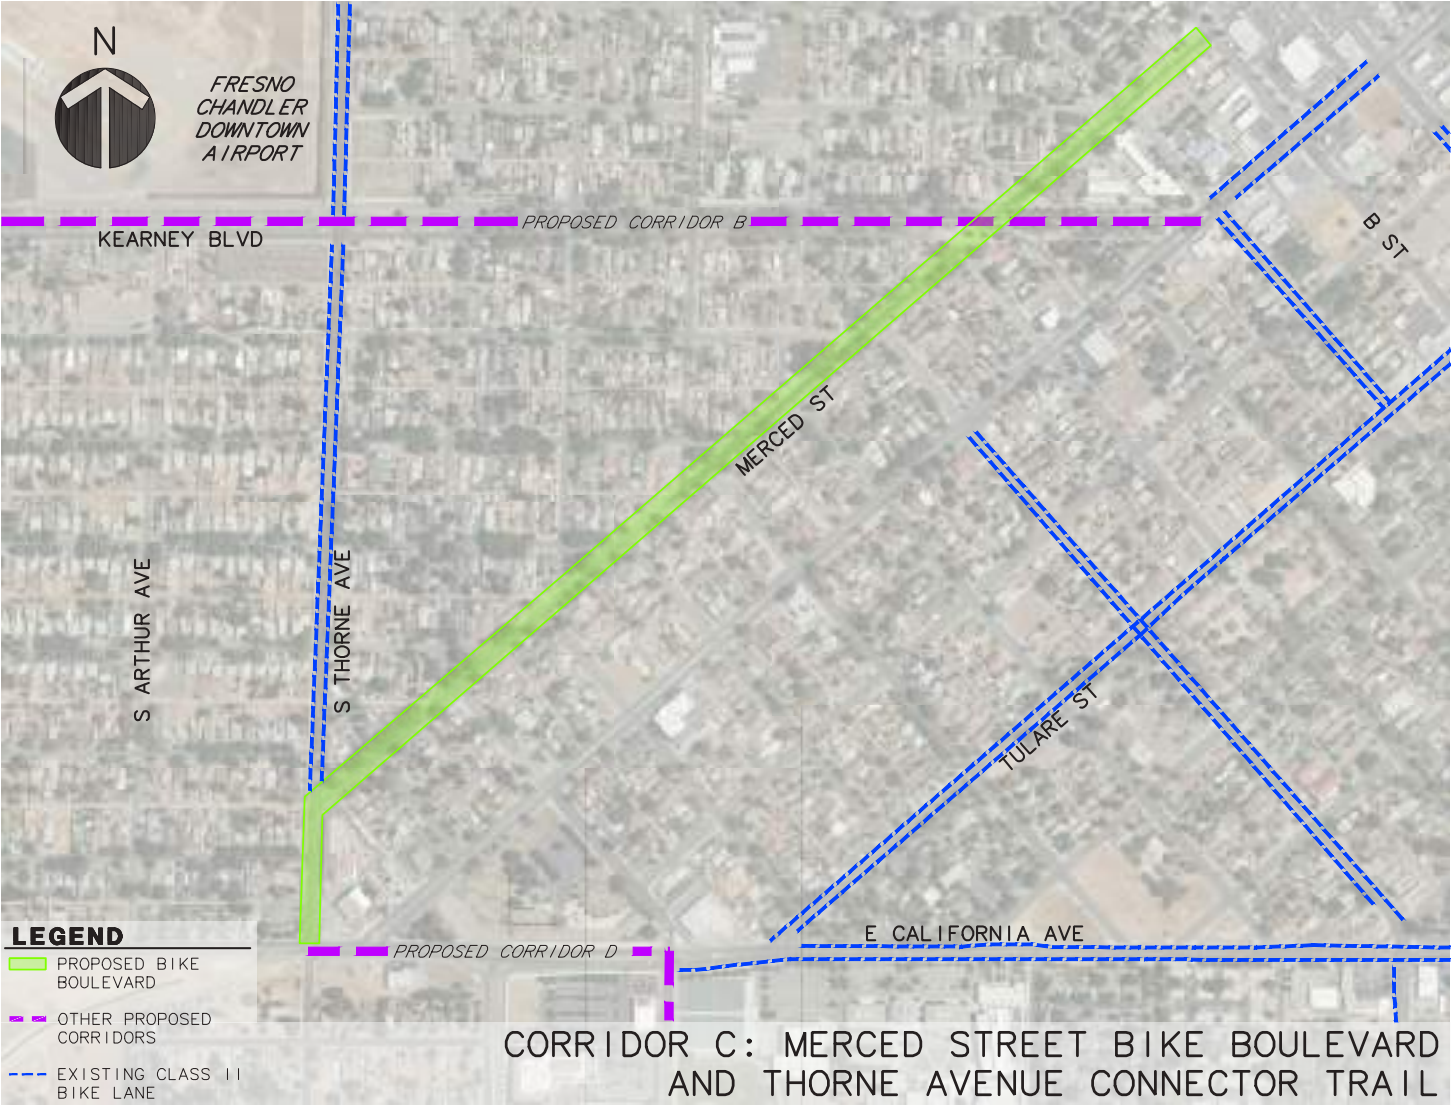 N
FRESNO
CHANDLER
DOWNTOWN
AIRPORT
PROPOSED CORRIDOR B
KEARNEY BLVD
B ST
MERCED ST
S ARTHUR AVE
S THORNE AVE
TULARE ST
E CALIFORNIA AVE
PROPOSED CORRIDOR D
LEGEND
PROPOSED BIKE
BOULEVARD
OTHER PROPOSED
CORRIDORS
EXISTING CLASS II
BIKE LANE
CORRIDOR C: MERCED STREET BIKE BOULEVARD
AND THORNE AVENUE CONNECTOR TRAIL